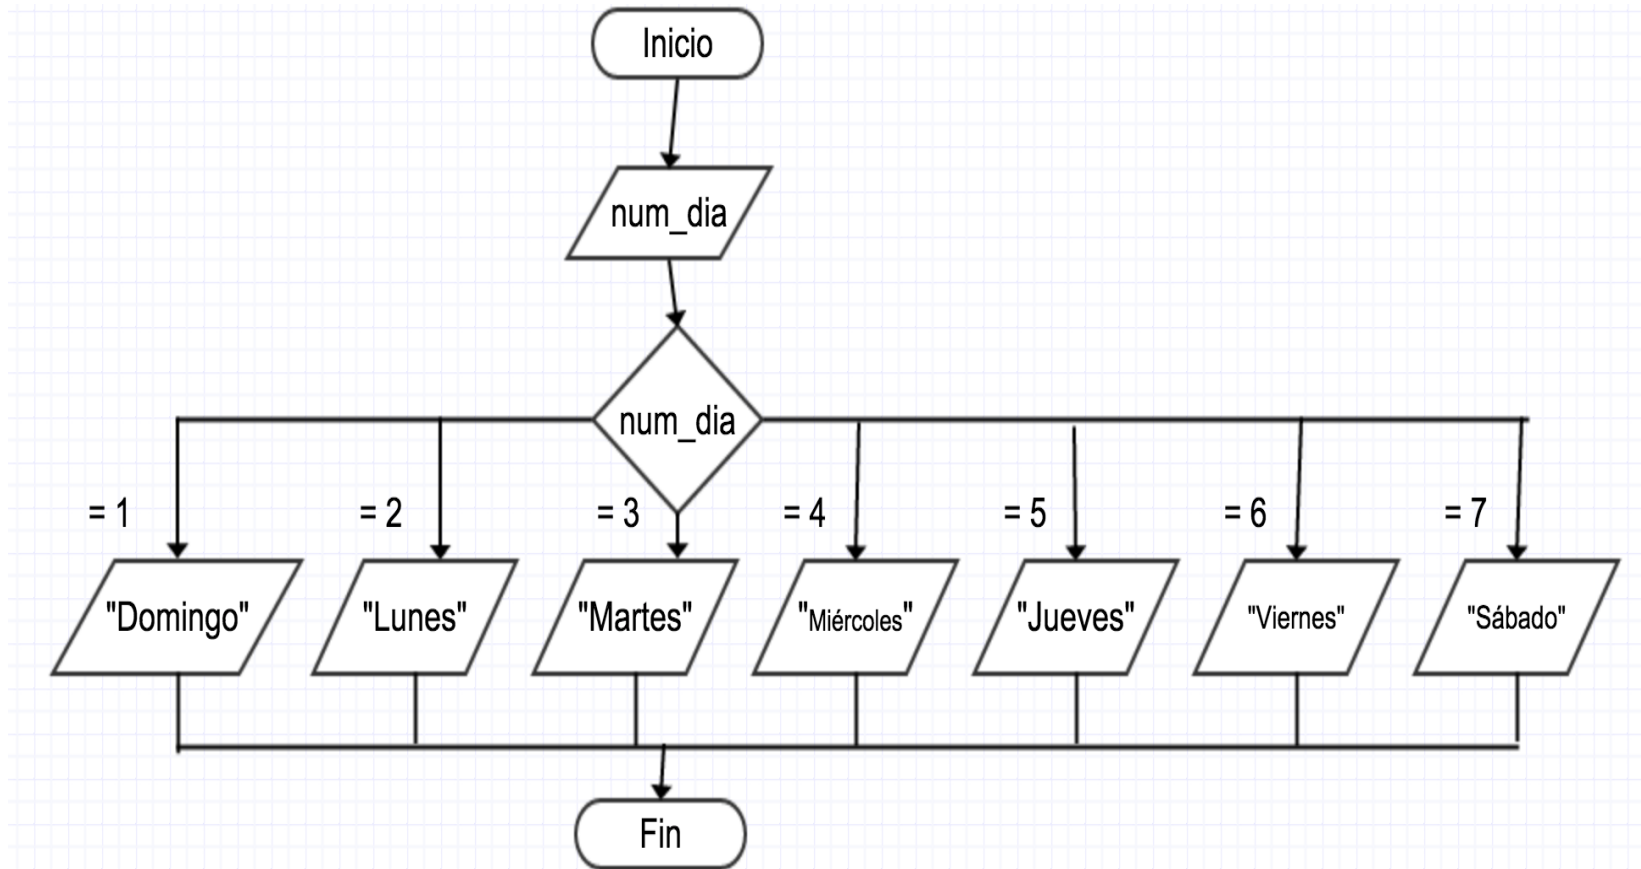 Inicio
num_dia
num_dia
= 1
= 2
= 3
= 4
= 5
= 6
= 7
"Domingo"
"Lunes"
"Martes"
"Miércoles"
"Jueves"
"Viernes"
"Sábado"
Fin